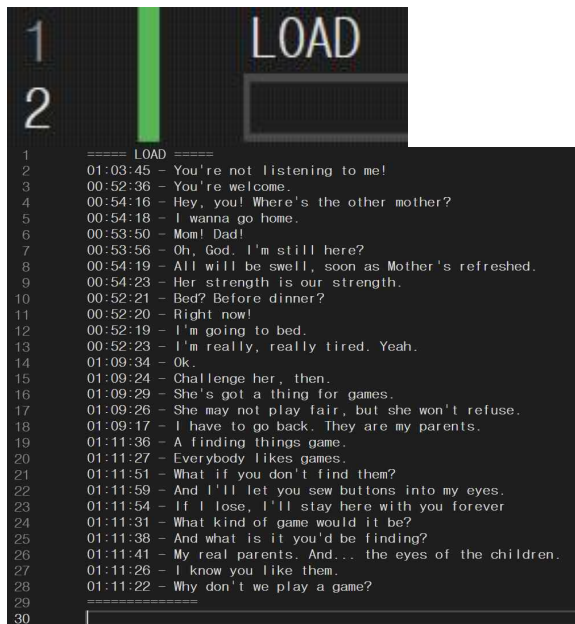 1 LOAD
2
1 ===== LOAD =====
2 01:03:45 - You're not listening to me!
3 00:52:36 - You're welcome.
4 00:54:16 - Hey, you! Where's the other mother?
5 00:54:18 - I wanna go home.
6 00:53:50 - Mom! Dad!
7 00:53:56 - Oh, God. I'm still here?
8 00:54:19 - All will be swell, soon as Mother's refreshed.
9 00:54:23 - Her strength is our strength.
10 00:52:21 - Bed? Before dinner?
11 00:52:20 - Right now!
12 00:52:19 - I'm going to bed.
13 00:52:23 - I'm really, really tired. Yeah.
14 01:09:34 - Ok.
15 01:09:24 - Challenge her, then.
16 01:09:29 - She's got a thing for games.
17 01:09:26 - She may not play fair, but she won't refuse.
18 01:09:17 - I have to go back. They are my parents.
19 01:11:36 - A finding things game.
20 01:11:27 - Everybody likes games.
21 01:11:51 - What if you don't find them?
22 01:11:59 - And I'll let you sew buttons into my eyes.
23 01:11:54 - If I lose, I'll stay here with you forever
24 01:11:31 - What kind of game would it be?
25 01:11:38 - And what is it you'd be finding?
26 01:11:41 - My real parents. And... the eyes of the children.
27 01:11:26 - I know you like them.
28 01:11:22 - Why don't we play a game?
29 ==============
30